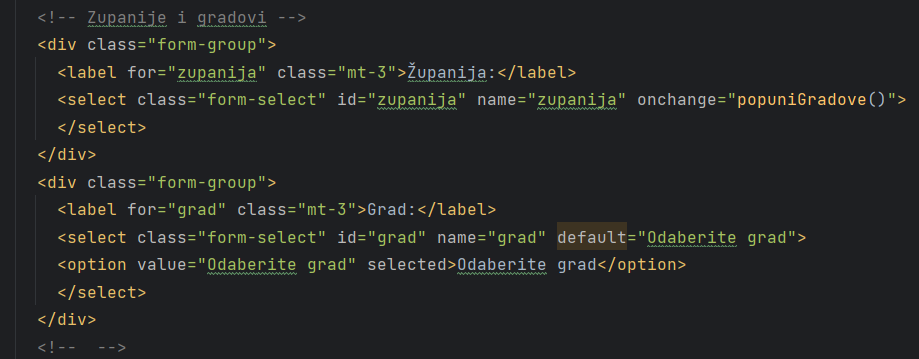 <!-- Zupanije i gradovi -->
<div class="form-group">
<label for="zupanija" class="mt-3">Županija:</label>
<select class="form-select" id="zupanija" name="zupanija" onchange="popuniGradove()">
</select>
</div>
<div class="form-group">
<label for="grad" class="mt-3">Grad:</label>
<select class="form-select" id="grad" name="grad" default="Odaberite grad">
<option value="Odaberite grad" selected>Odaberite grad</option>
</select>
</div>
<!--  -->